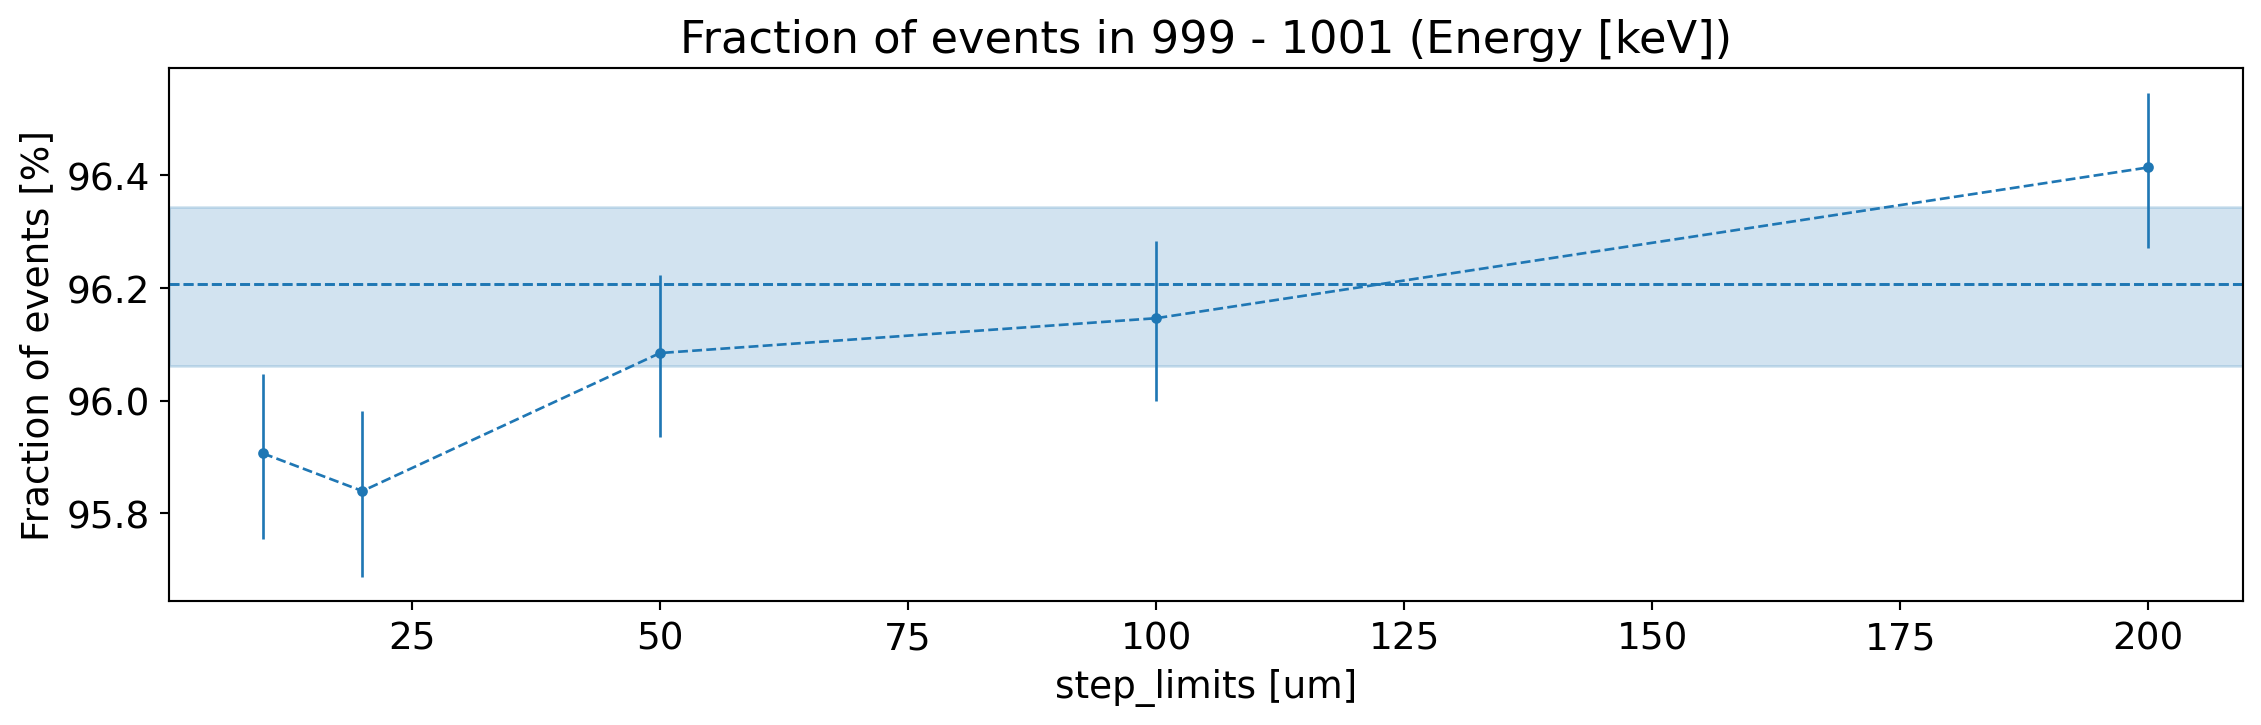 Fraction of events in 999 - 1001 (Energy [keV])
Fraction of events [%]
96.4
96.2
96.0
95.8
25 50 75 100 125 150 175 200
step_limits [um]